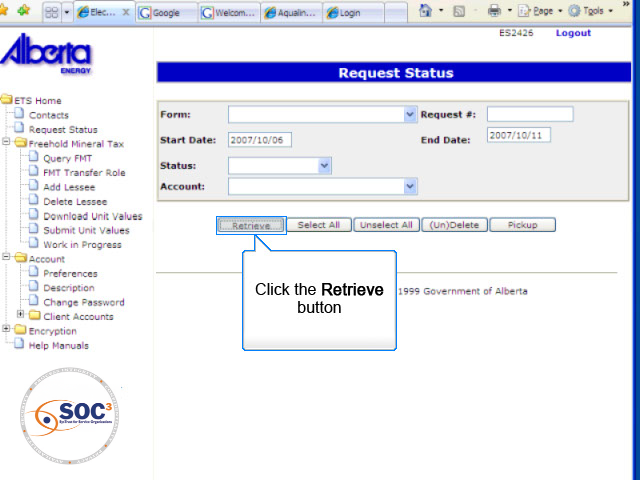 Elec...
Google
Welcom...
Aqualin...
Login
Page
Tools
ES2426 Logout
Alberta
ENERGY
Request Status
ETS Home
Contacts
Request Status
Freehold Mineral Tax
Query FMT
FMT Transfer Role
Add Lessee
Delete Lessee
Download Unit Values
Submit Unit Values
Work in Progress
Account
Preferences
Description
Change Password
Client Accounts
Encryption
Help Manuals
Form:
Request #:
Start Date: 2007/10/06
End Date: 2007/10/11
Status:
Account:
Retrieve
Select All
Unselect All
(Un)Delete
Pickup
Click the Retrieve
button
1999 Government of Alberta
SOC3
SysTrust for Service Organizations